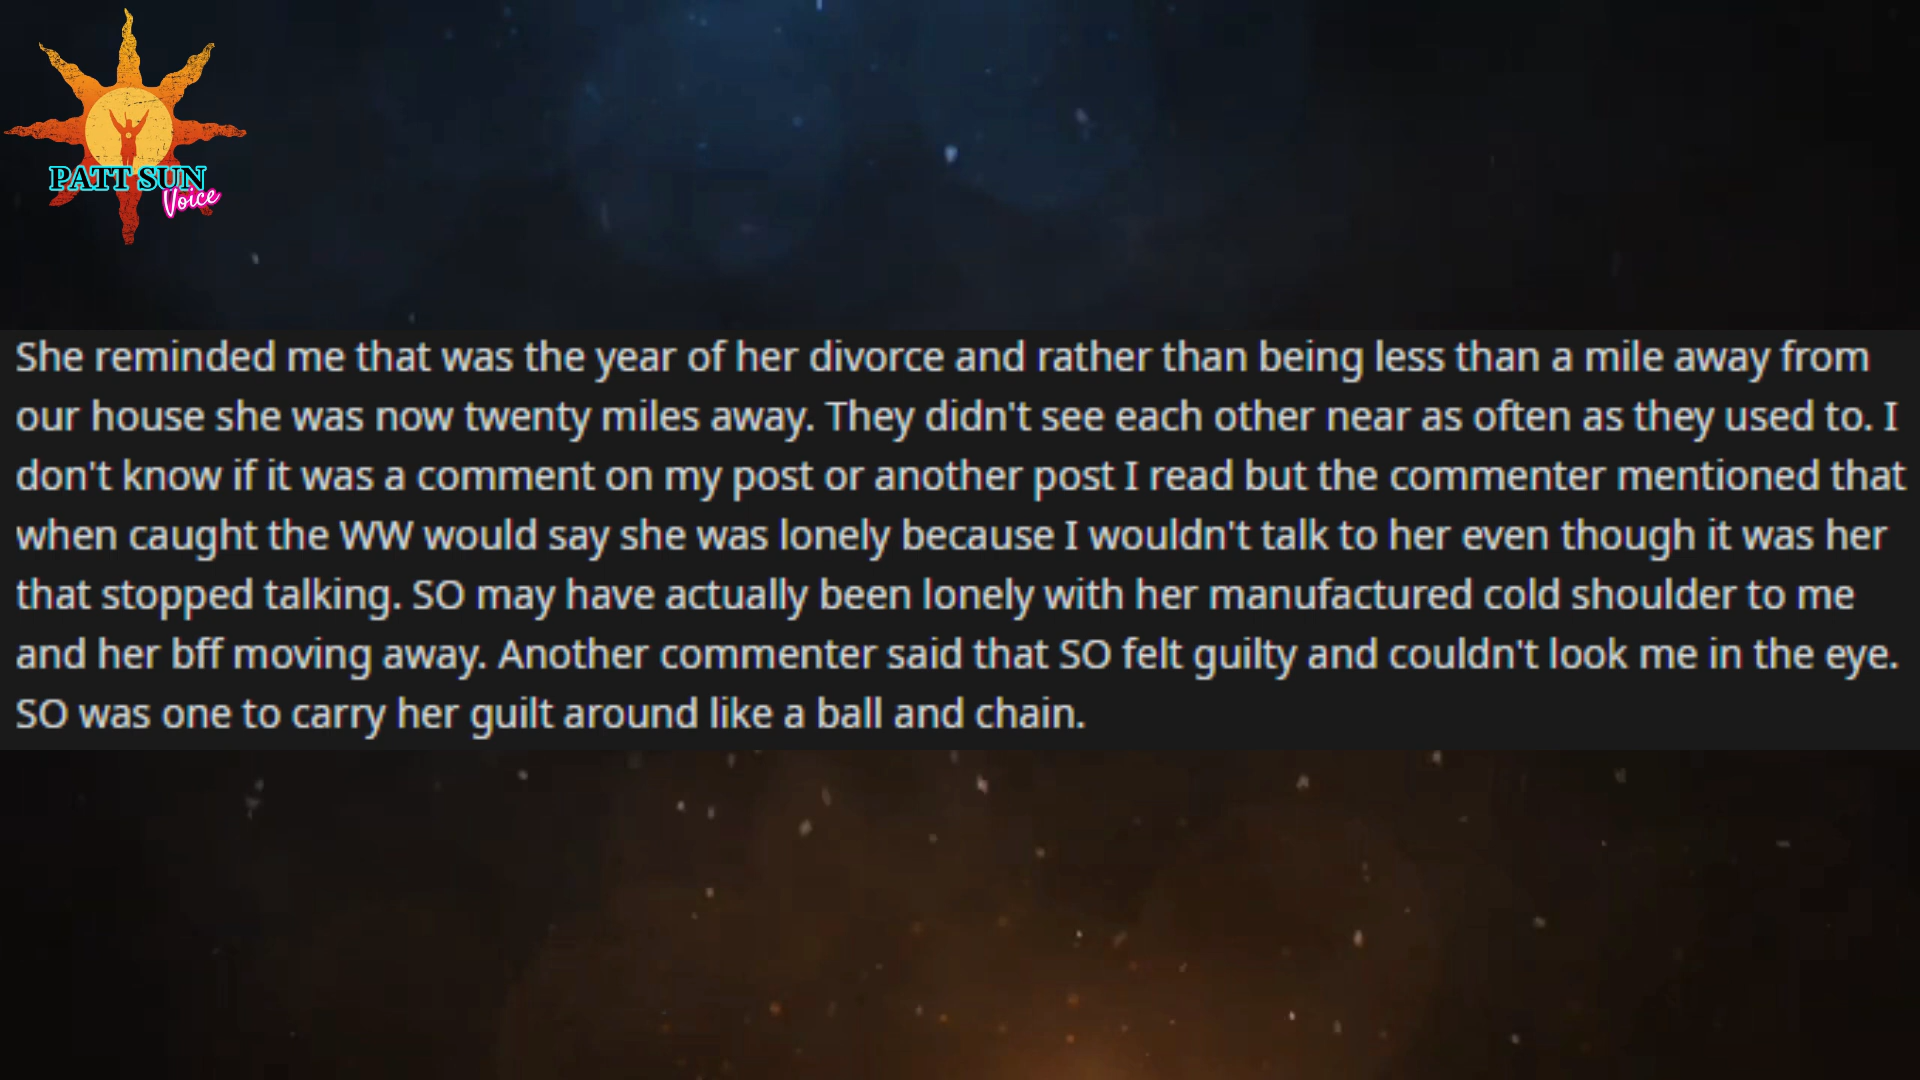 PATT SUN
Voice
She reminded me that was the year of her divorce and rather than being less than a mile away from
our house she was now twenty miles away. They didn't see each other near as often as they used to. I
don't know if it was a comment on my post or another post I read but the commenter mentioned that
when caught the WW would say she was lonely because I wouldn't talk to her even though it was her
that stopped talking. SO may have actually been lonely with her manufactured cold shoulder to me
and her bff moving away. Another commenter said that SO felt guilty and couldn't look me in the eye.
SO was one to carry her guilt around like a ball and chain.